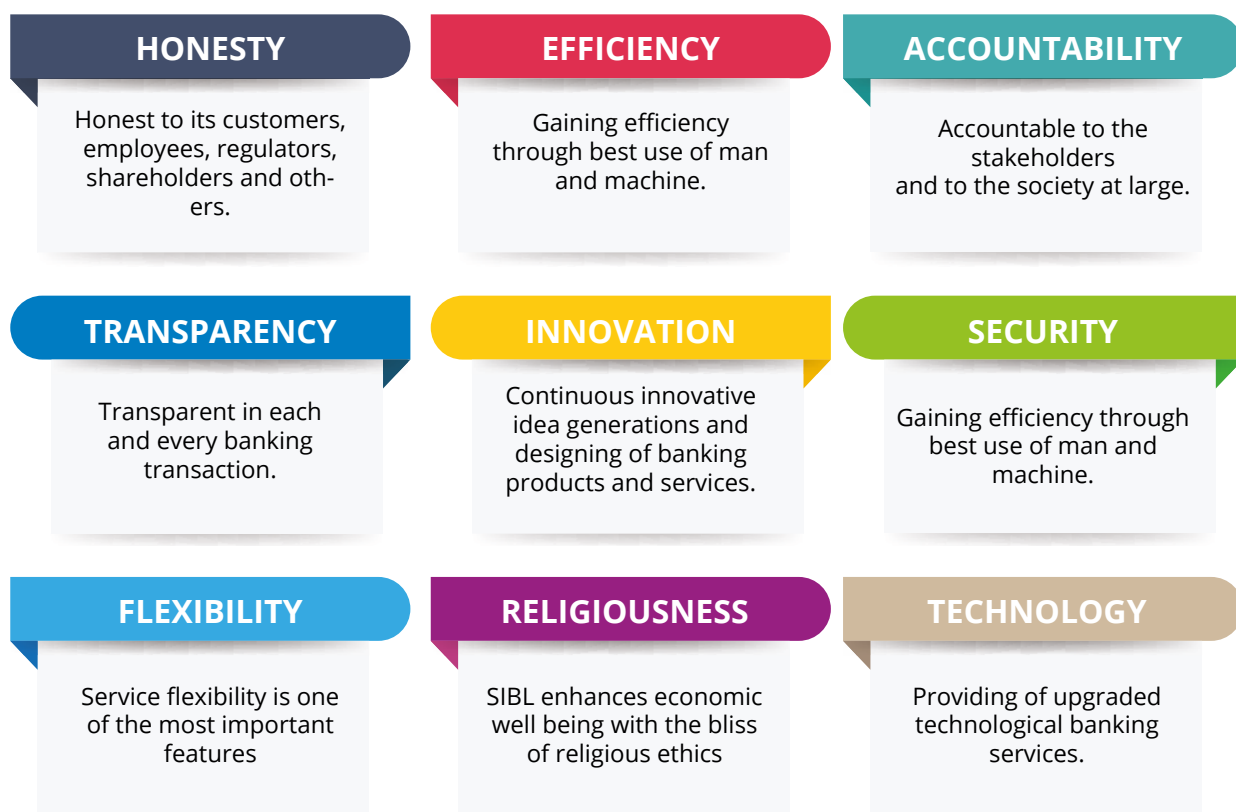 HONESTY
Honest to its customers,
employees, regulators,
shareholders and oth-
ers.
EFFICIENCY
Gaining efficiency
through best use of man
and machine.
ACCOUNTABILITY
Accountable to the
stakeholders
and to the society at large.
TRANSPARENCY
Transparent in each
and every banking
transaction.
INNOVATION
Continuous innovative
idea generations and
designing of banking
products and services.
SECURITY
Gaining efficiency through
best use of man and
machine.
FLEXIBILITY
Service flexibility is one
of the most important
features
RELIGIOUSNESS
SIBL enhances economic
well being with the bliss
of religious ethics
TECHNOLOGY
Providing of upgraded
technological banking
services.